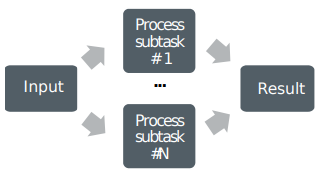 Input
Process
subtask
# 1
...
Process
subtask
#N
Result